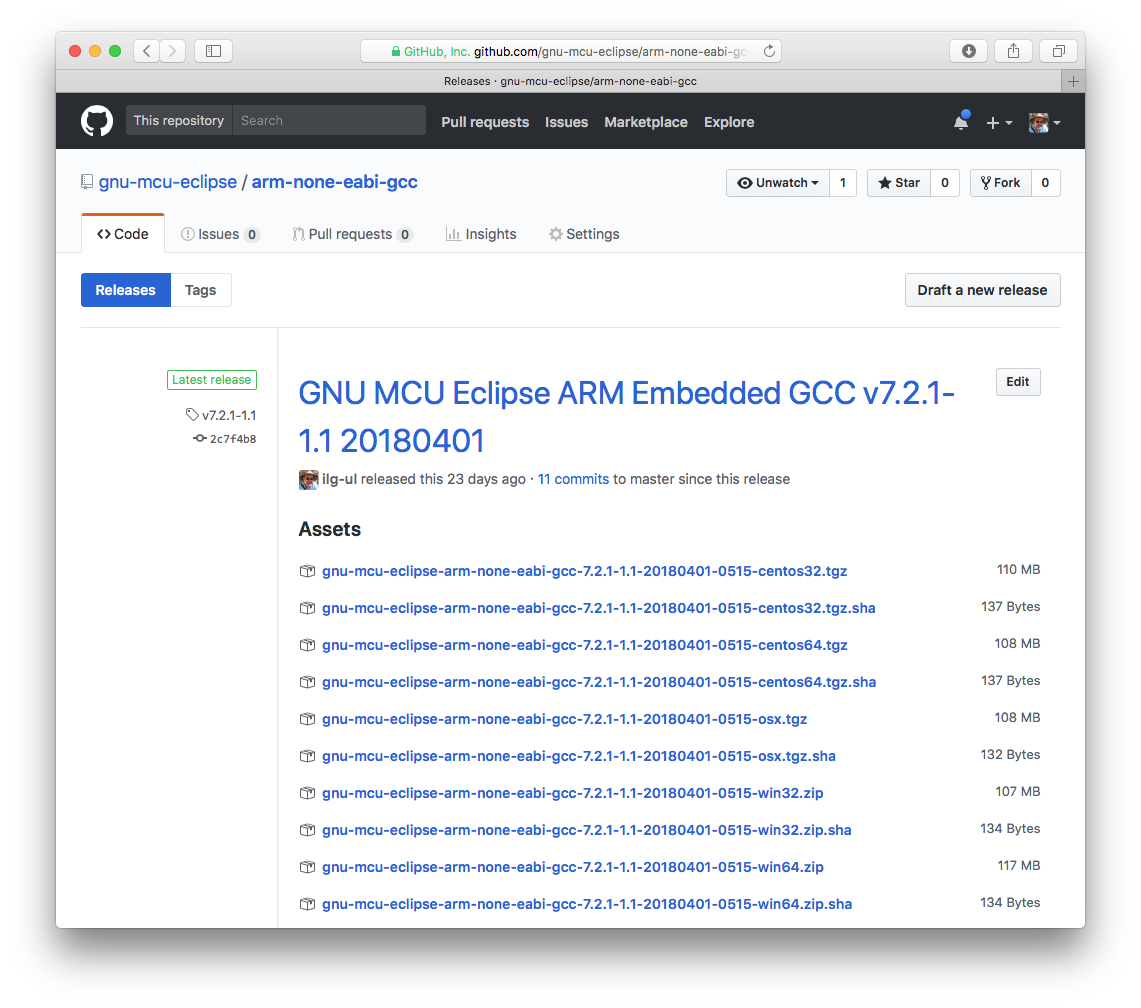 GitHub, Inc. github.com/gnu-mcu-eclipse/arm-none-eabi-gc
Releases · gnu-mcu-eclipse/arm-none-eabi-gcc
This repository Search Pull requests Issues Marketplace Explore
gnu-mcu-eclipse / arm-none-eabi-gcc Unwatch 1 Star 0 Fork 0
Code Issues 0 Pull requests 0 Insights Settings
Releases Tags Draft a new release
Latest release
v7.2.1-1.1
2c7f4b8
GNU MCU Eclipse ARM Embedded GCC v7.2.1-
1.1 20180401
Edit
ilg-ul released this 23 days ago · 11 commits to master since this release
Assets
gnu-mcu-eclipse-arm-none-eabi-gcc-7.2.1-1.1-20180401-0515-centos32.tgz 110 MB
gnu-mcu-eclipse-arm-none-eabi-gcc-7.2.1-1.1-20180401-0515-centos32.tgz.sha 137 Bytes
gnu-mcu-eclipse-arm-none-eabi-gcc-7.2.1-1.1-20180401-0515-centos64.tgz 108 MB
gnu-mcu-eclipse-arm-none-eabi-gcc-7.2.1-1.1-20180401-0515-centos64.tgz.sha 137 Bytes
gnu-mcu-eclipse-arm-none-eabi-gcc-7.2.1-1.1-20180401-0515-osx.tgz 108 MB
gnu-mcu-eclipse-arm-none-eabi-gcc-7.2.1-1.1-20180401-0515-osx.tgz.sha 132 Bytes
gnu-mcu-eclipse-arm-none-eabi-gcc-7.2.1-1.1-20180401-0515-win32.zip 107 MB
gnu-mcu-eclipse-arm-none-eabi-gcc-7.2.1-1.1-20180401-0515-win32.zip.sha 134 Bytes
gnu-mcu-eclipse-arm-none-eabi-gcc-7.2.1-1.1-20180401-0515-win64.zip 117 MB
gnu-mcu-eclipse-arm-none-eabi-gcc-7.2.1-1.1-20180401-0515-win64.zip.sha 134 Bytes